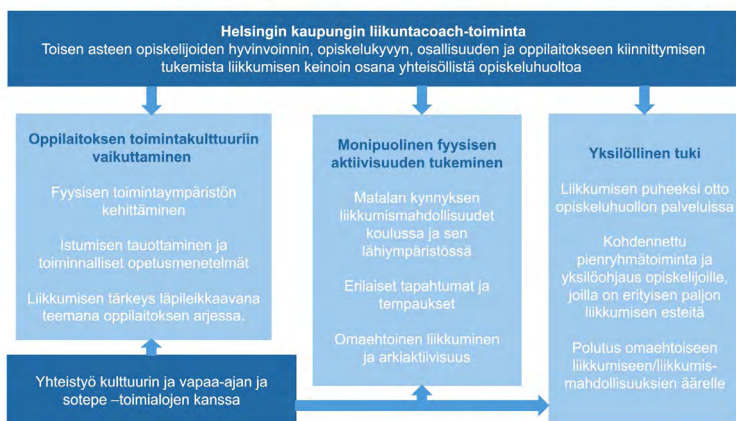 Helsingin kaupungin liikuntacoach-toiminta
Toisen asteen opiskelijoiden hyvinvoinnin, opiskelukyvyn, osallisuuden ja oppilaitokseen kiinnittymisen
tukemista liikkumisen keinoin osana yhteisöllistä opiskeluhuoltoa
Oppilaitoksen toimintakulttuuriin
vaikuttaminen
Fyysisen toimintaympäristön
kehittäminen
Istumisen tauottaminen ja
toiminnalliset opetusmenetelmät
Liikkumisen tärkeys läpileikkaavana
teemana oppilaitoksen arjessa.
Monipuolinen fyysisen
aktiivisuuden tukeminen
Matalan kynnyksen
liikkumismahdollisuudet
koulussa ja sen
lähiympäristössä
Erilaiset tapahtumat ja
tempaukset
Omaehtoinen liikkuminen
ja arkiaktiivisuus
Yksilöllinen tuki
Liikkumisen puheeksi otto
opiskeluhuollon palveluissa
Kohdennettu
pienryhmätoiminta ja
yksilöohjaus opiskelijoille,
joilla on erityisen paljon
liikkumisen esteitä
Polutus omaehtoiseen
liikkumiseen/liikkumis-
mahdollisuuksien äärelle
Yhteistyö kulttuurin ja vapaa-ajan ja
sotepe –toimialojen kanssa